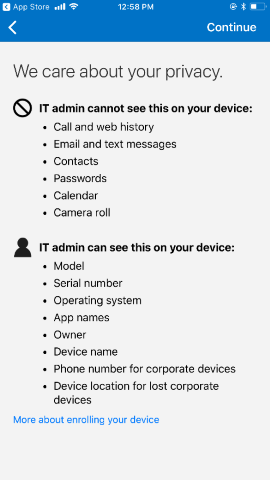 App Store 12:58 PM
Continue
We care about your privacy.
IT admin cannot see this on your device:
• Call and web history
• Email and text messages
• Contacts
• Passwords
• Calendar
• Camera roll
IT admin can see this on your device:
• Model
• Serial number
• Operating system
• App names
• Owner
• Device name
• Phone number for corporate devices
• Device location for lost corporate
devices
More about enrolling your device